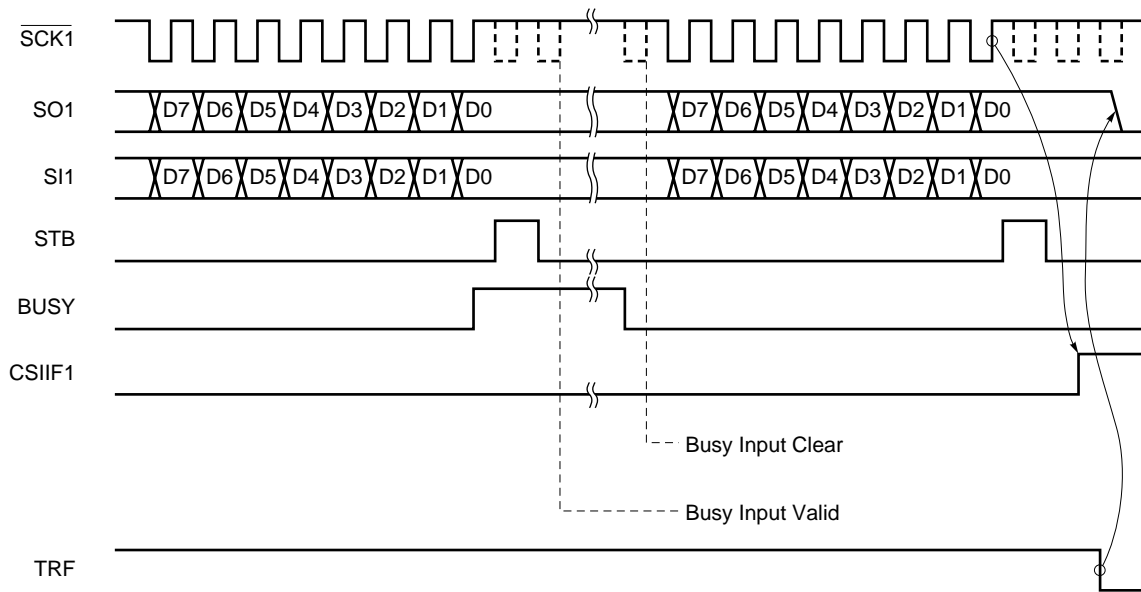 SCK1
SO1
D7 D6 D5 D4 D3 D2 D1 D0 D7 D6 D5 D4 D3 D2 D1 D0
SI1
D7 D6 D5 D4 D3 D2 D1 D0 D7 D6 D5 D4 D3 D2 D1 D0
STB
BUSY
CSIIF1
Busy Input Clear
Busy Input Valid
TRF